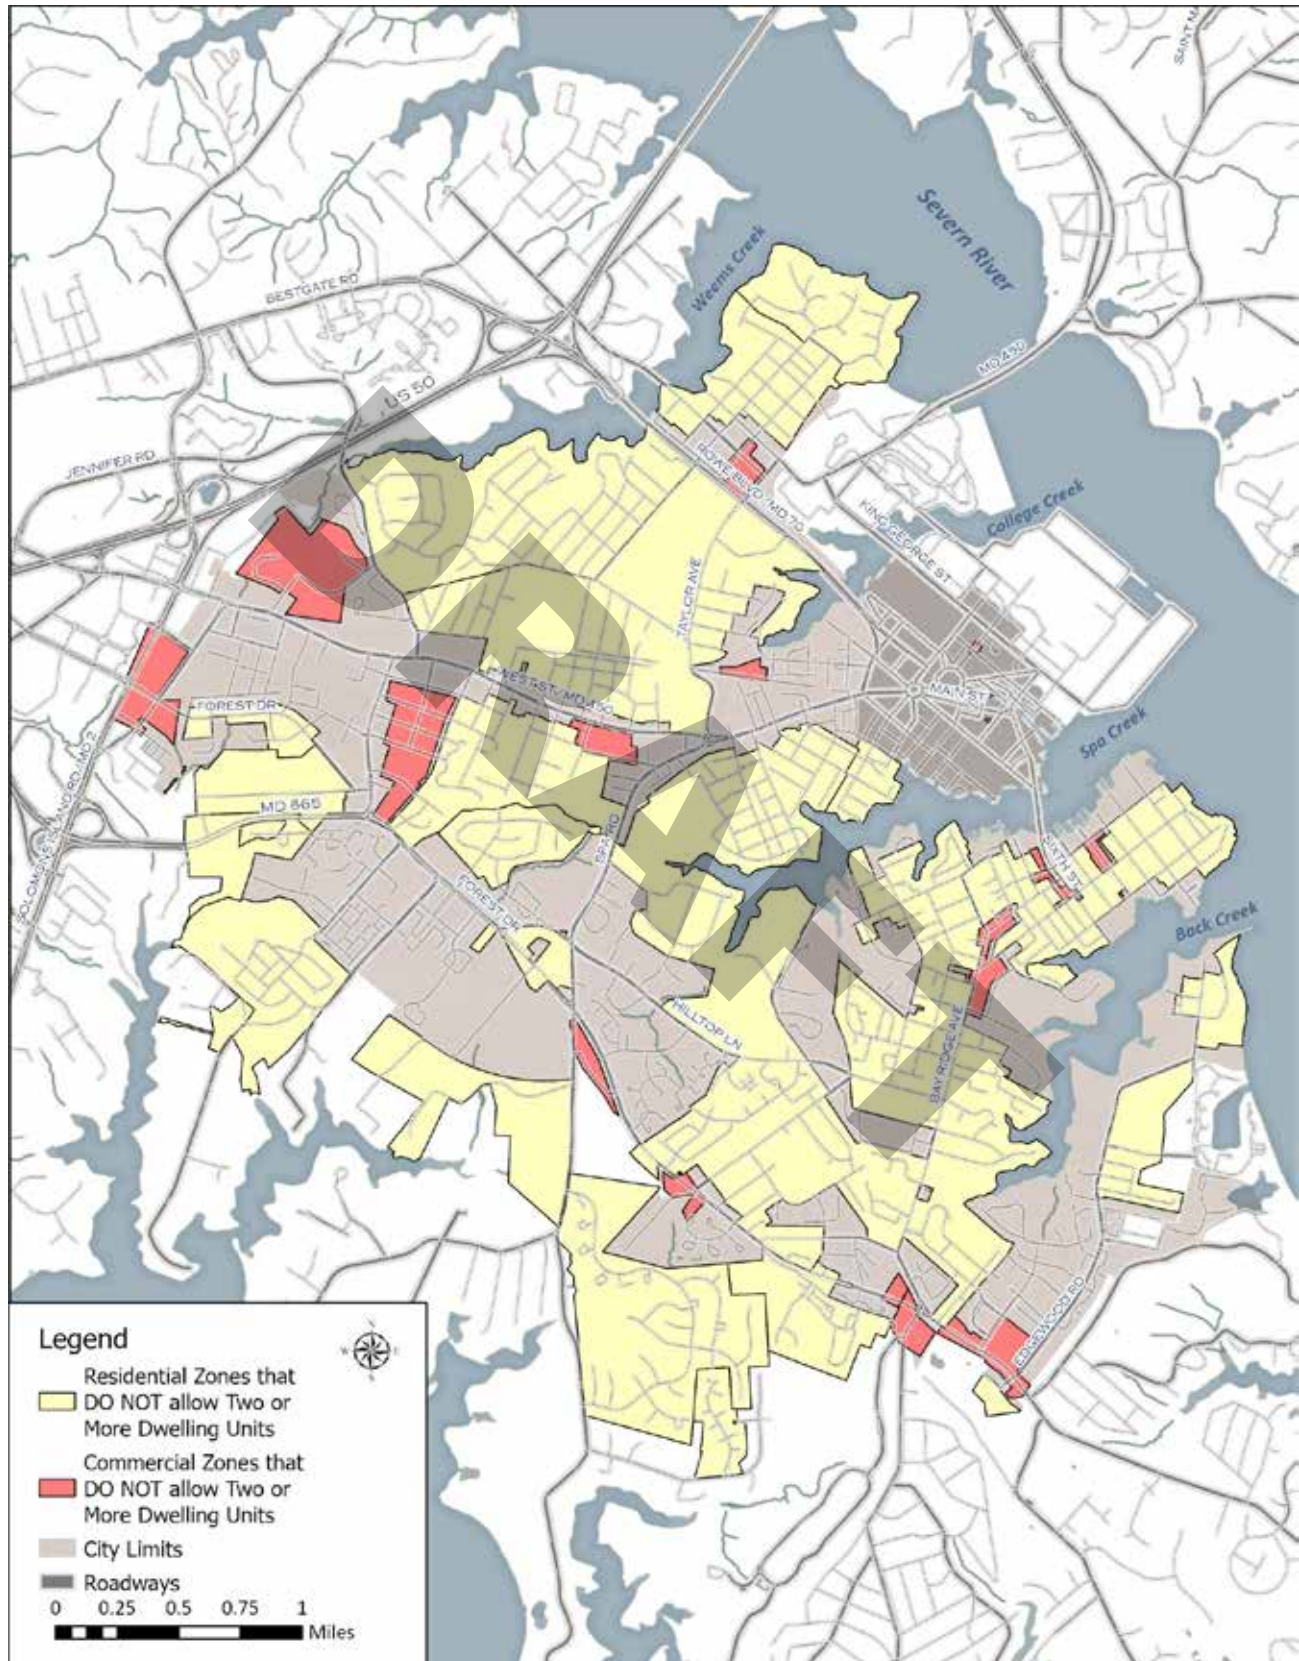 SAINT MA
Severn River
Weems Creek
BESTGATE RD
MD 450
US 50
JENNIFER RD
ROWE BLVD/MD 70
KING GEORGE ST
College Creek
TAYLOR AVE
WEST ST/MD 450
MAIN ST
FOREST DR
Spa Creek
SOLOMONS ISLAND RD/MD 2
MD 665
SPA RD
SIXTH ST
FOREST DR
Back Creek
HILLTOP LN
BAY RIDGE AVE
EDGEWOOD RD
DRAFT
Legend
N
W E
S
Residential Zones that
DO NOT allow Two or
More Dwelling Units
Commercial Zones that
DO NOT allow Two or
More Dwelling Units
City Limits
Roadways
0 0.25 0.5 0.75 1
Miles